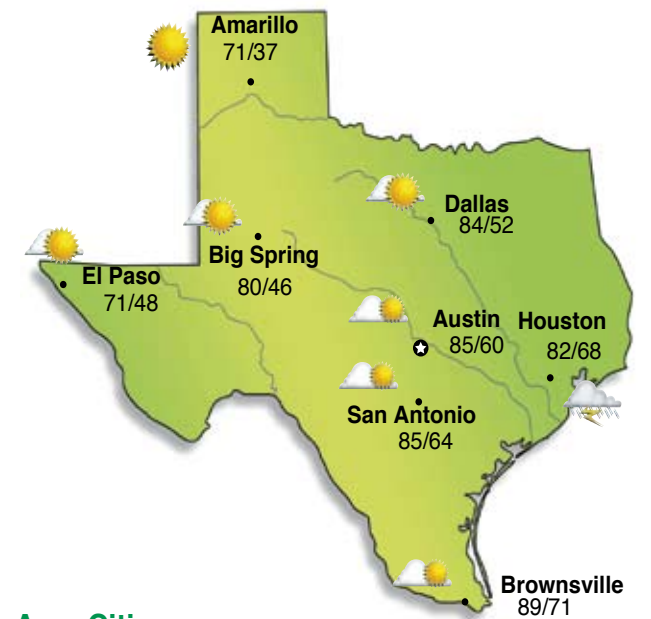 Amarillo
71/37
Dallas
84/52
Big Spring
80/46
El Paso
71/48
Austin
85/60
Houston
82/68
San Antonio
85/64
Brownsville
89/71